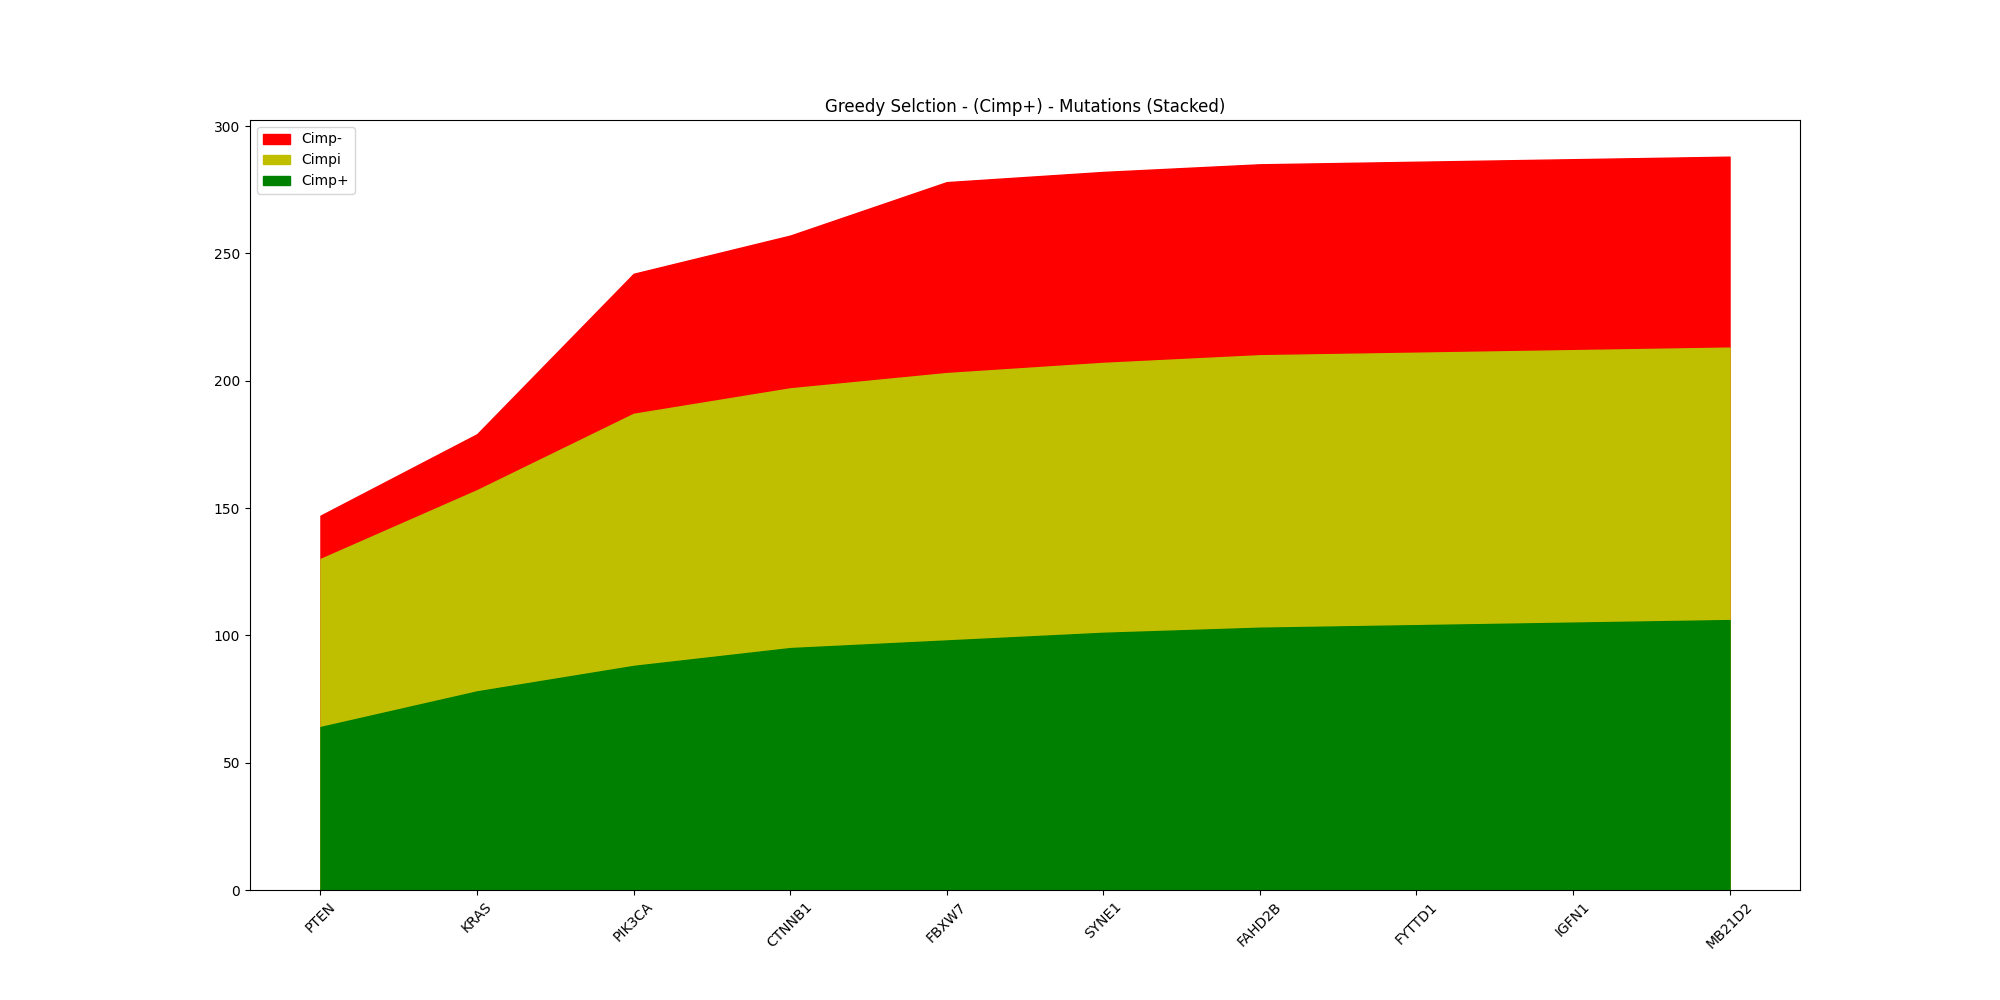 Greedy Selction - (Cimp+) - Mutations (Stacked)
300
250
200
150
100
50
0
Cimp-
Cimpi
Cimp+
PTEN
KRAS
PIK3CA
CTNNB1
FBXW7
SYNE1
FAHD2B
FYTTD1
IGFN1
MB21D2